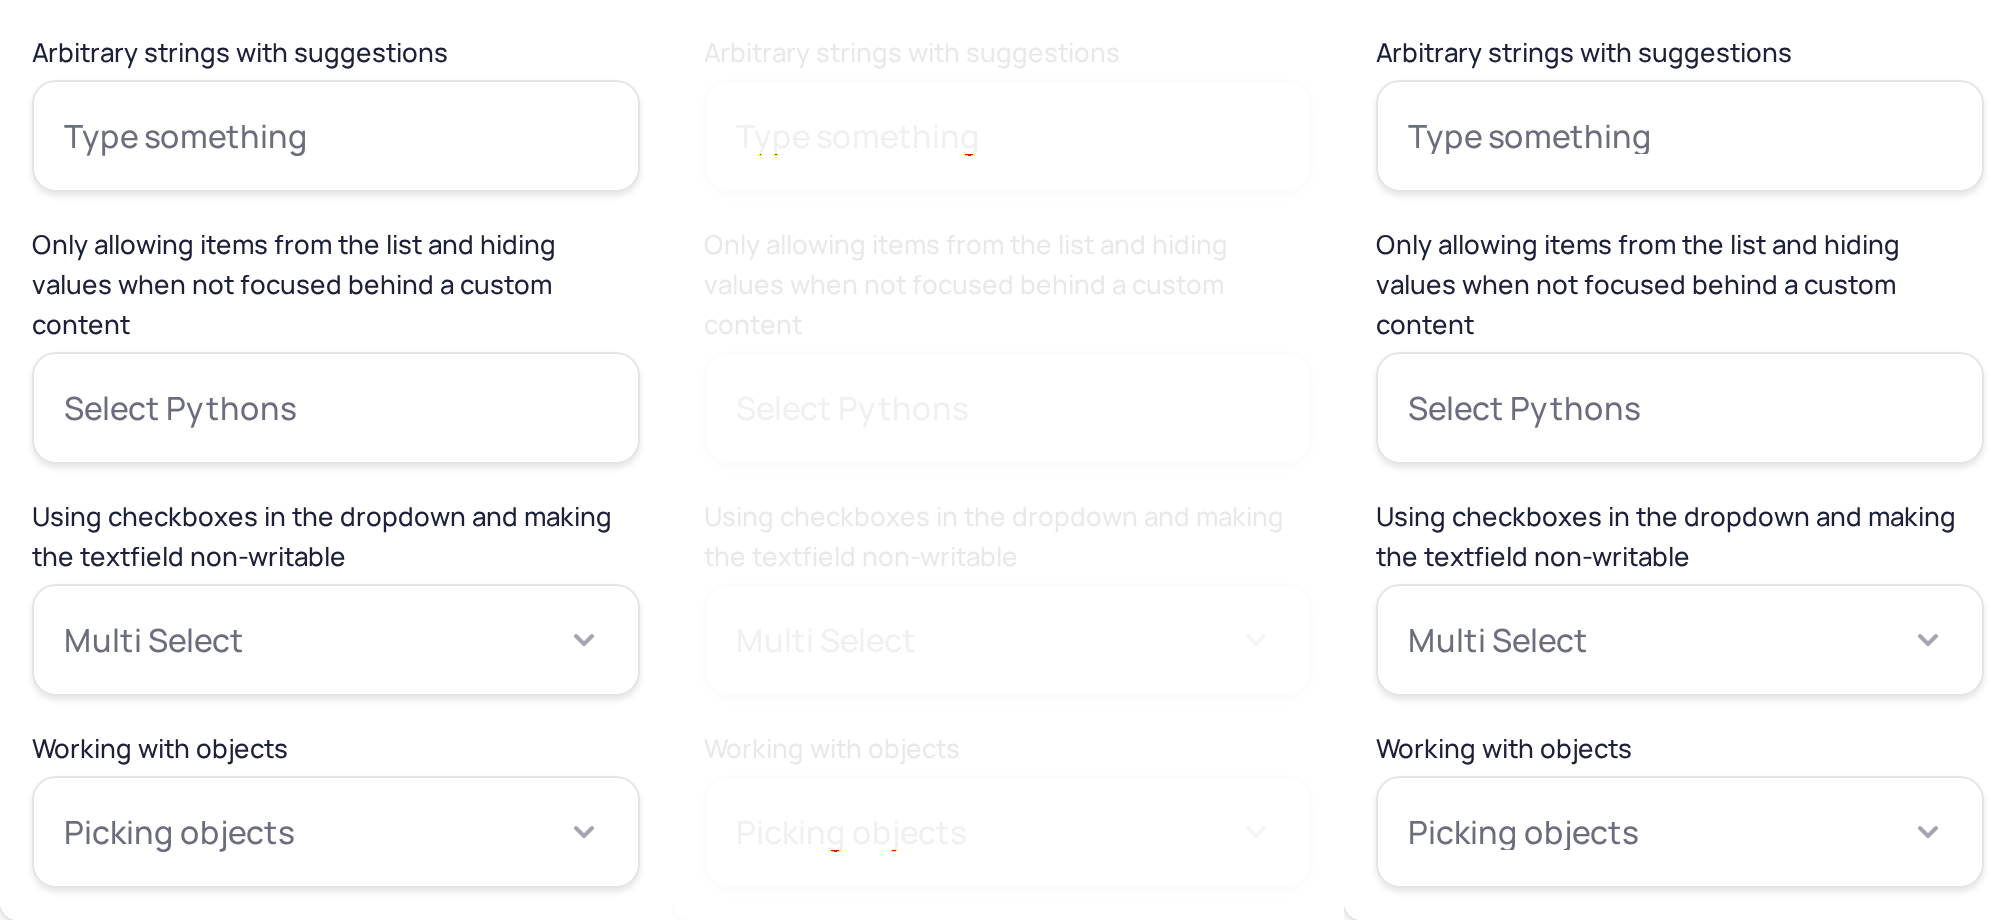 Arbitrary strings with suggestions
Type something
Only allowing items from the list and hiding
values when not focused behind a custom
content
Select Pythons
Using checkboxes in the dropdown and making
the textfield non-writable
Multi Select
Working with objects
Picking objects
Arbitrary strings with suggestions
Type something
Only allowing items from the list and hiding
values when not focused behind a custom
content
Select Pythons
Using checkboxes in the dropdown and making
the textfield non-writable
Multi Select
Working with objects
Picking objects
Arbitrary strings with suggestions
Type something
Only allowing items from the list and hiding
values when not focused behind a custom
content
Select Pythons
Using checkboxes in the dropdown and making
the textfield non-writable
Multi Select
Working with objects
Picking objects